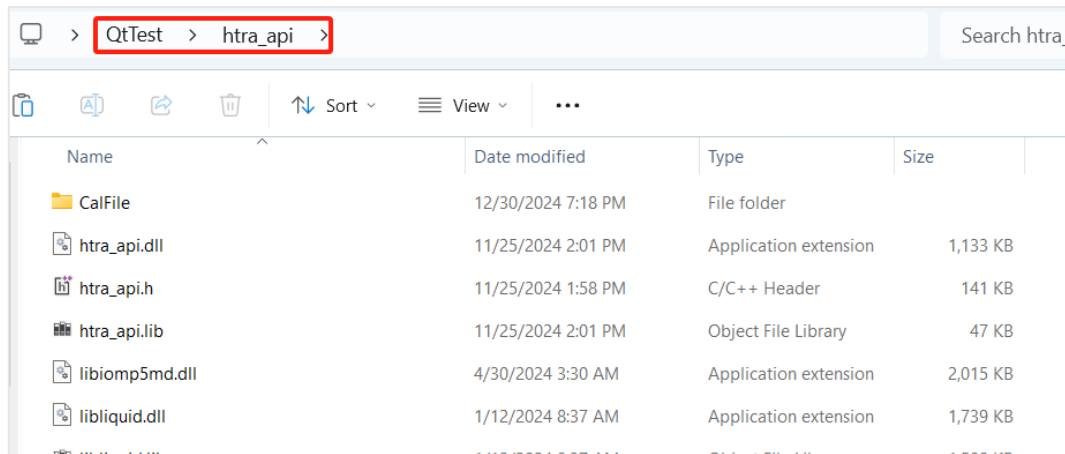 QtTest > htra_api >
Search htra_
Sort View
Name Date modified Type Size
CalFile 12/30/2024 7:18 PM File folder
htra_api.dll 11/25/2024 2:01 PM Application extension 1,133 KB
htra_api.h 11/25/2024 1:58 PM C/C++ Header 141 KB
htra_api.lib 11/25/2024 2:01 PM Object File Library 47 KB
libiomp5md.dll 4/30/2024 3:30 AM Application extension 2,015 KB
libliquid.dll 1/12/2024 8:37 AM Application extension 1,739 KB